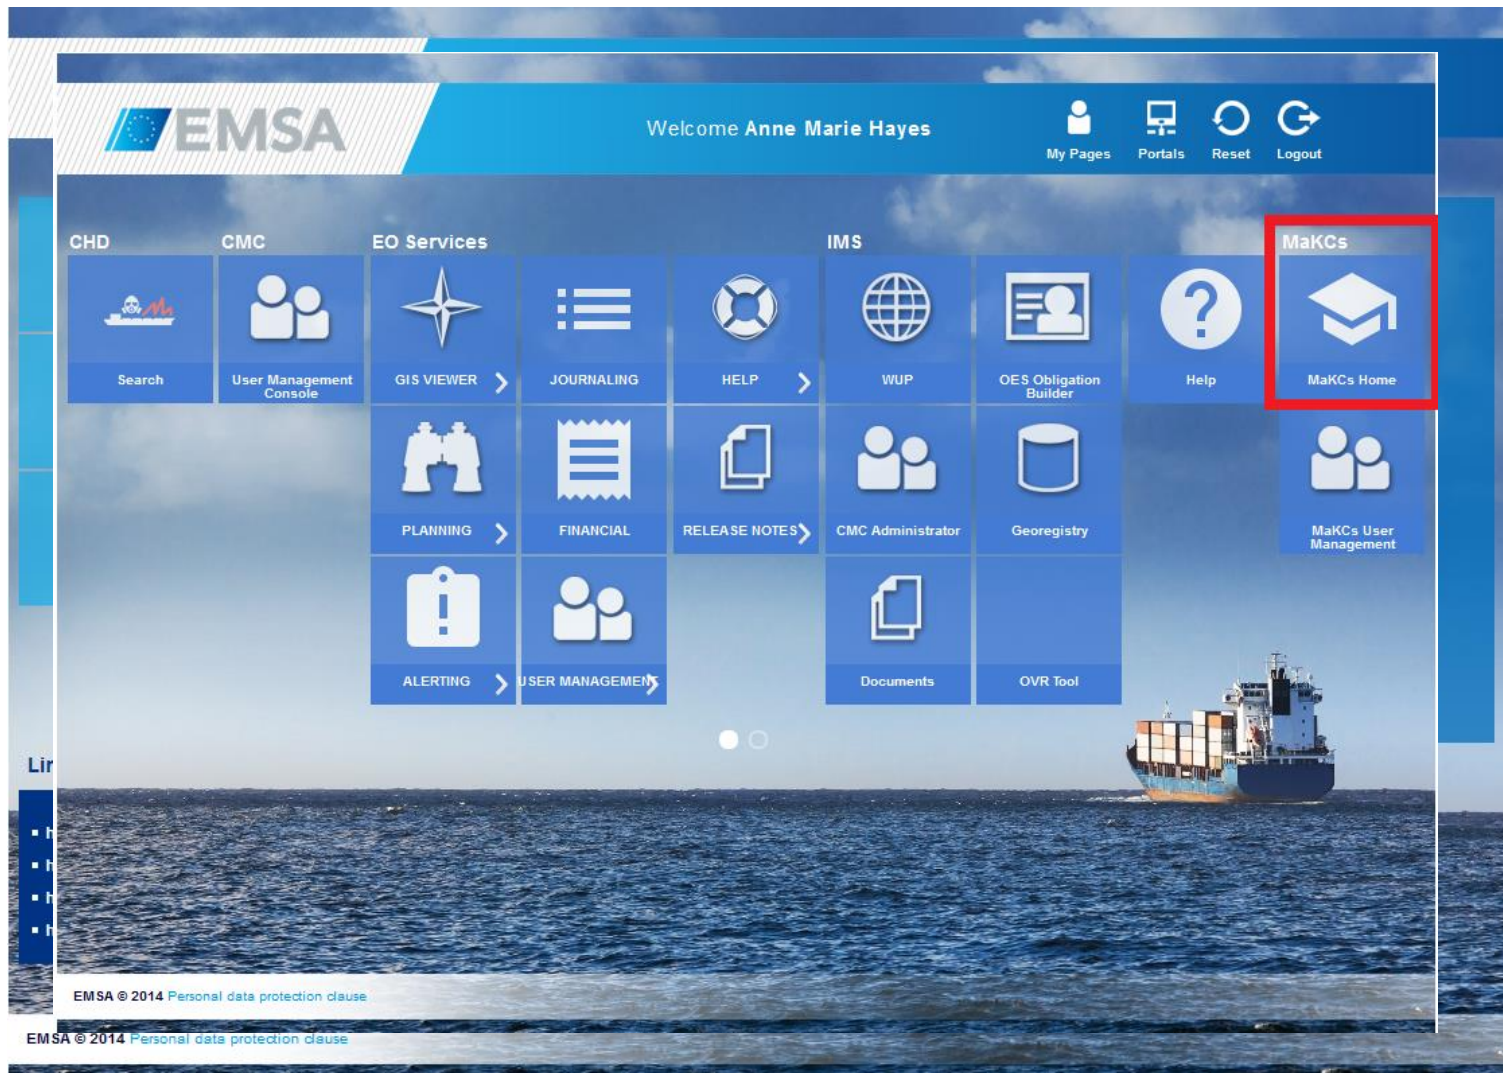 EMSA
Welcome Anne Marie Hayes
My Pages
Portals
Reset
Logout
CHD
CMC
EO Services
IMS
MaKCs
Search
User Management
Console
GIS VIEWER
JOURNALING
HELP
WUP
OES Obligation
Builder
Help
MaKCs Home
PLANNING
FINANCIAL
RELEASE NOTES
CMC Administrator
Georegistry
MaKCs User
Management
ALERTING
USER MANAGEMENT
Documents
OVR Tool
EMSA © 2014 Personal data protection clause
EMSA © 2014 Personal data protection clause